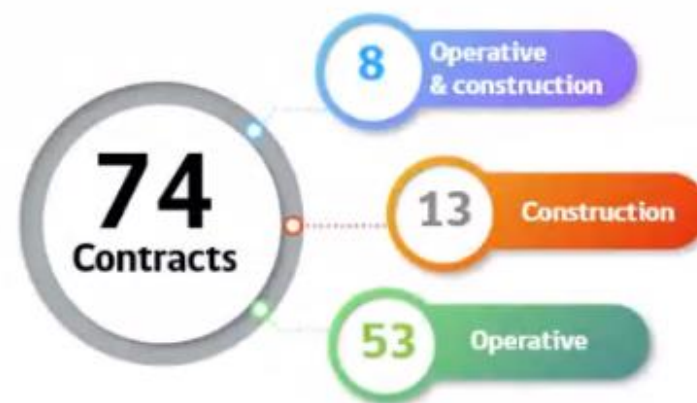 74
Contracts
8
Operative
& construction
13
Construction
53
Operative